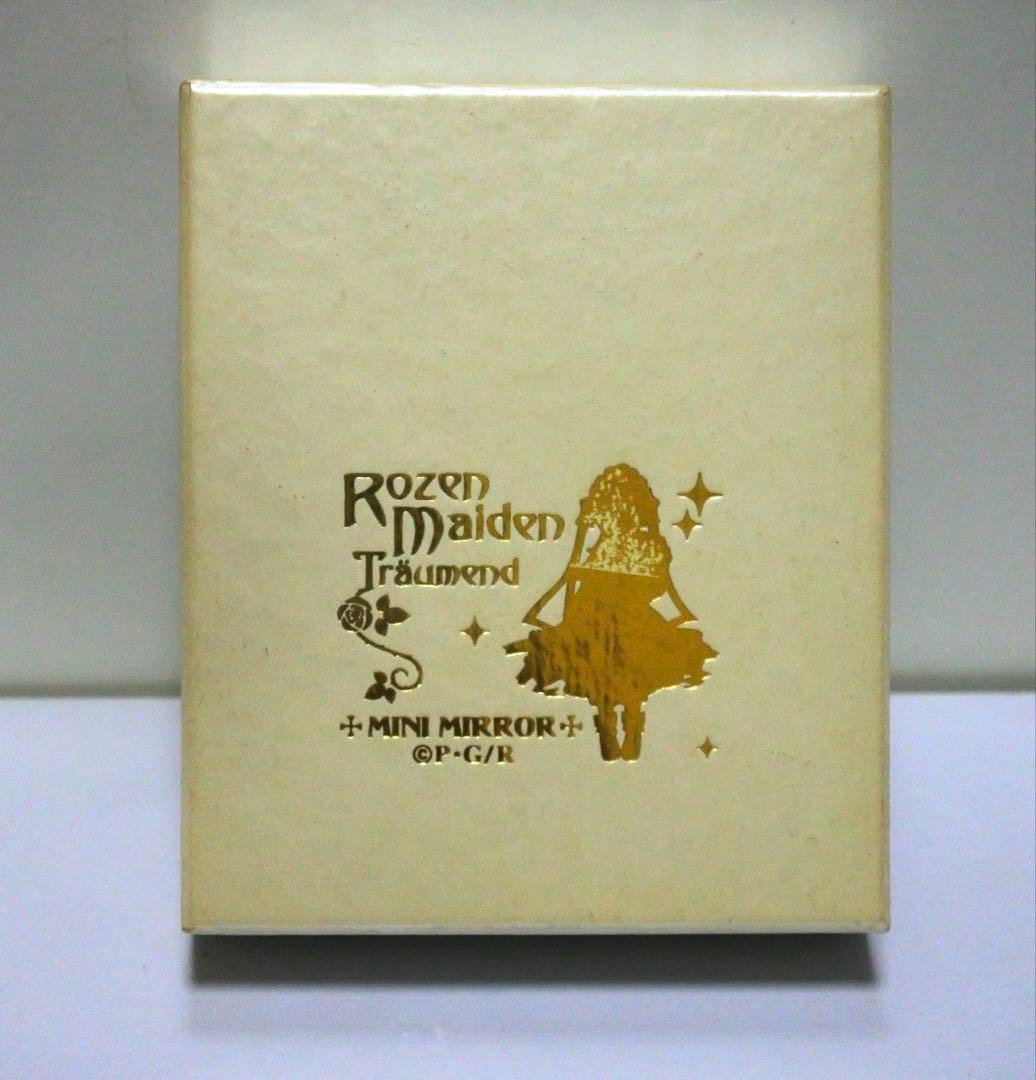 Rozen
Maiden
Träumend
MINI MIRROR
©P·G/R